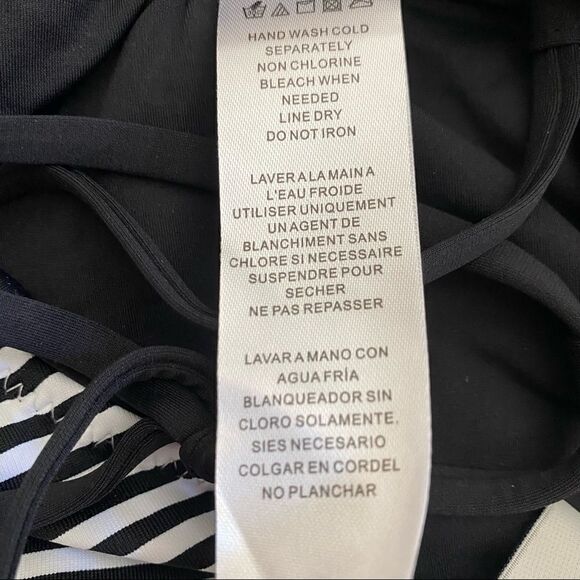 HAND WASH COLD
SEPARATELY
NON CHLORINE
BLEACH WHEN
NEEDED
LINE DRY
DO NOT IRON
LAVER A LA MAIN A
L'EAU FROIDE
UTILISER UNIQUEMENT
UN AGENT DE
BLANCHIMENT SANS
CHLORE SI NECESSAIRE
SUSPENDRE POUR
SECHER
NE PAS REPASSER
LAVAR A MANO CON
AGUA FRÍA
BLANQUEADOR SIN
CLORO SOLAMENTE.
SIES NECESARIO
COLGAR EN CORDEL
NO PLANCHAR